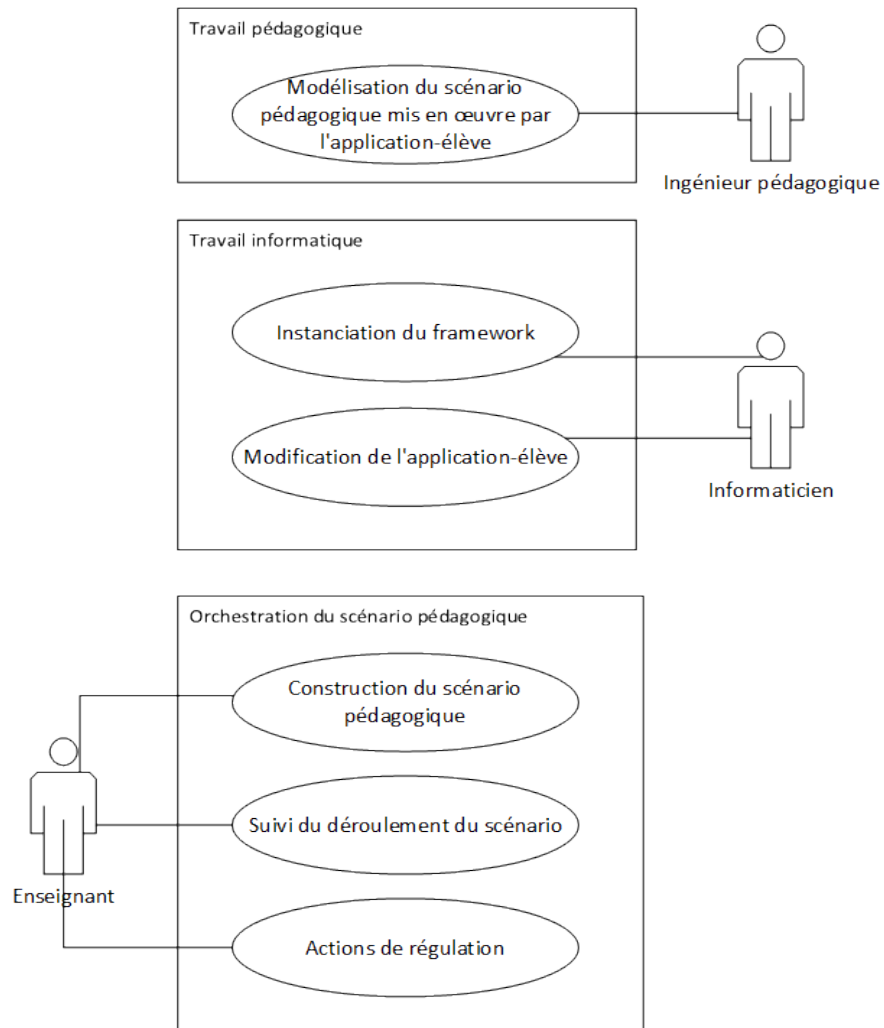 Travail pédagogique
Modélisation du scénario
pédagogique mis en œuvre par
l'application-élève
Ingénieur pédagogique
Travail informatique
Instanciation du framework
Modification de l'application-élève
Informaticien
Orchestration du scénario pédagogique
Construction du scénario
pédagogique
Suivi du déroulement du scénario
Enseignant
Actions de régulation